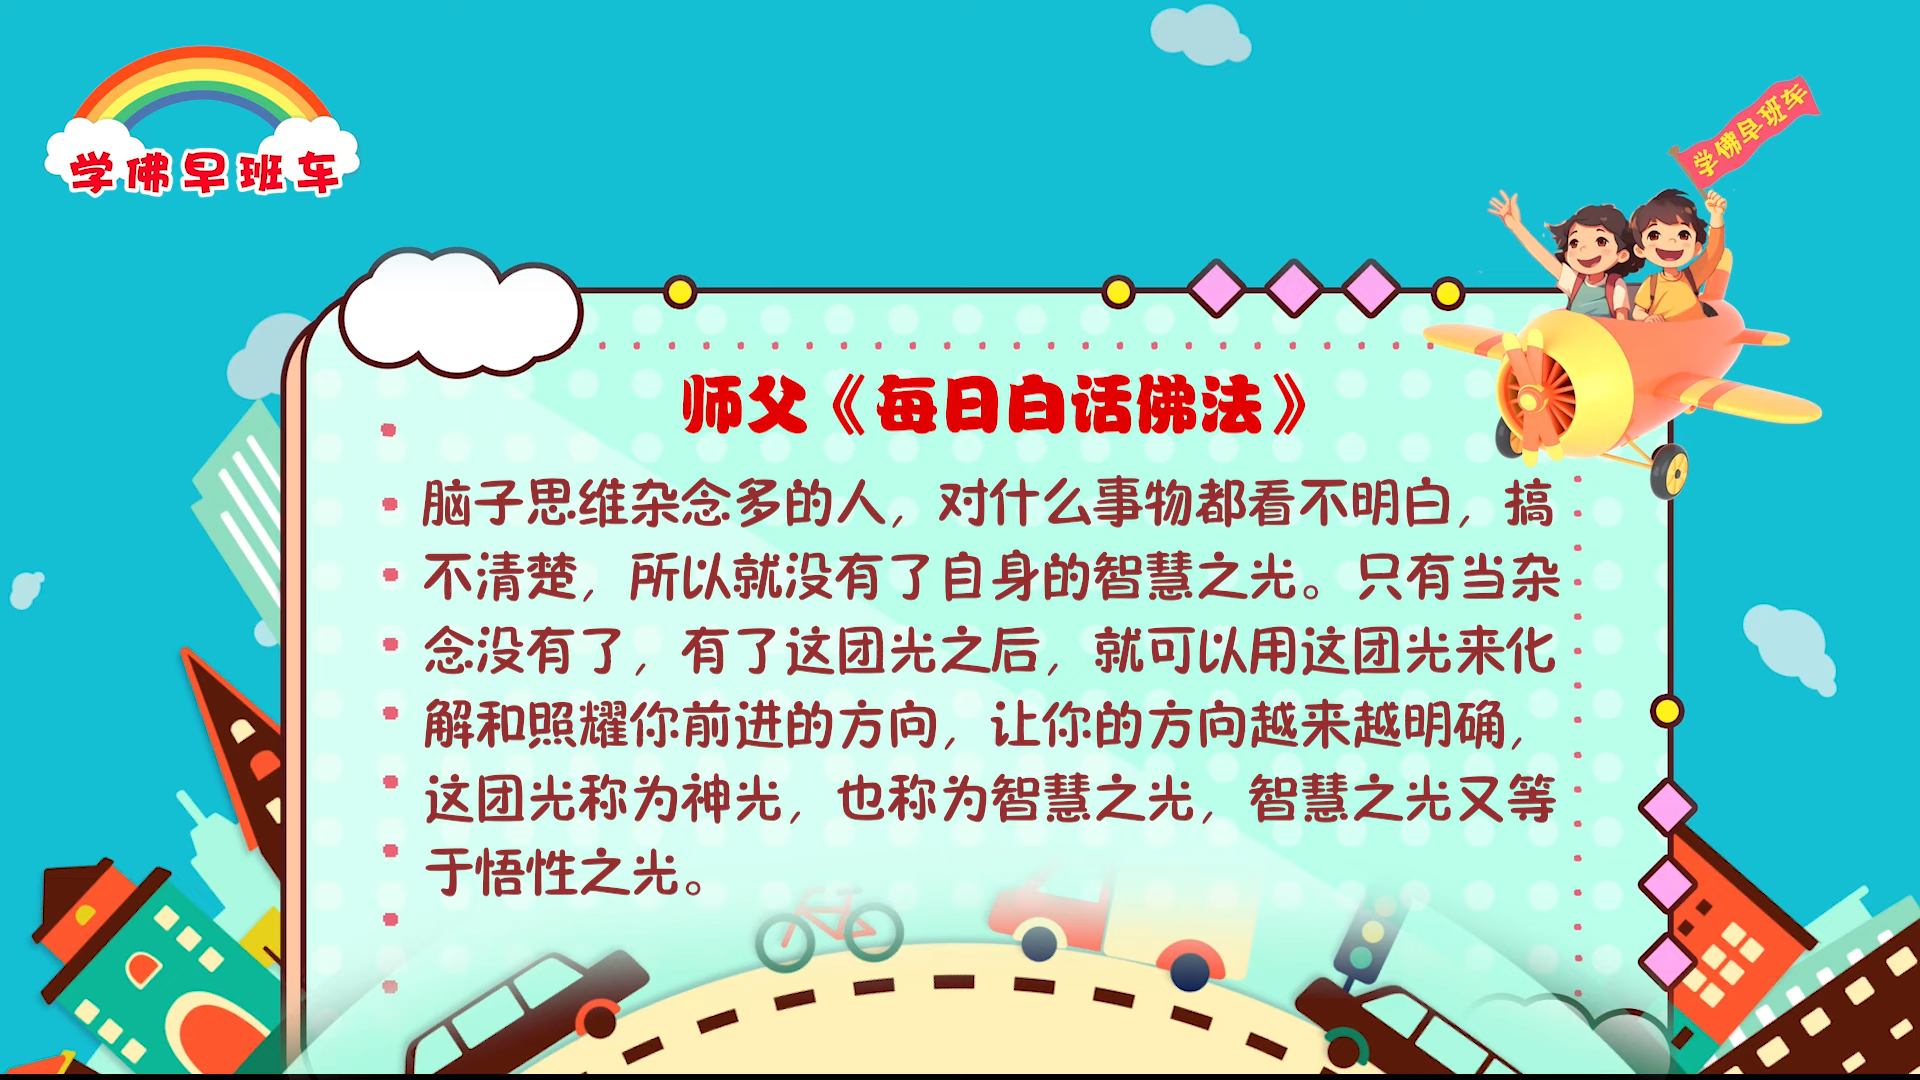 学佛早班车
学佛早班车
师父《每日白话佛法》
脑子思维杂念多的人，对什么事物都看不明白，搞
不清楚，所以就没有了自身的智慧之光。只有当杂
念没有了，有了这团光之后，就可以用这团光来化
解和照耀你前进的方向，让你的方向越来越明确，
这团光称为神光，也称为智慧之光，智慧之光又等
于悟性之光。